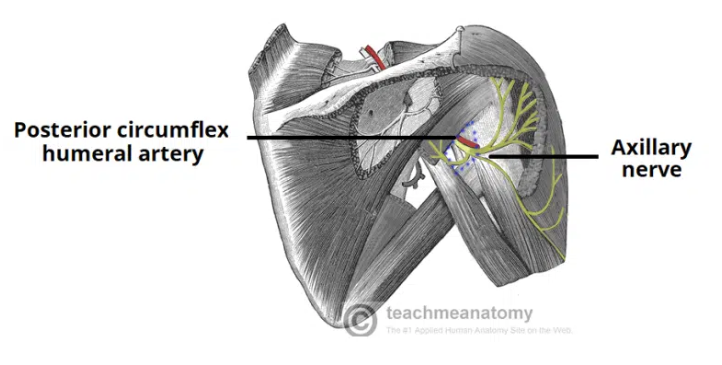 Posterior circumflex
humeral artery
Axillary
nerve
© teachmeanatomy
The #1 Applied Human Anatomy Site on the Web.